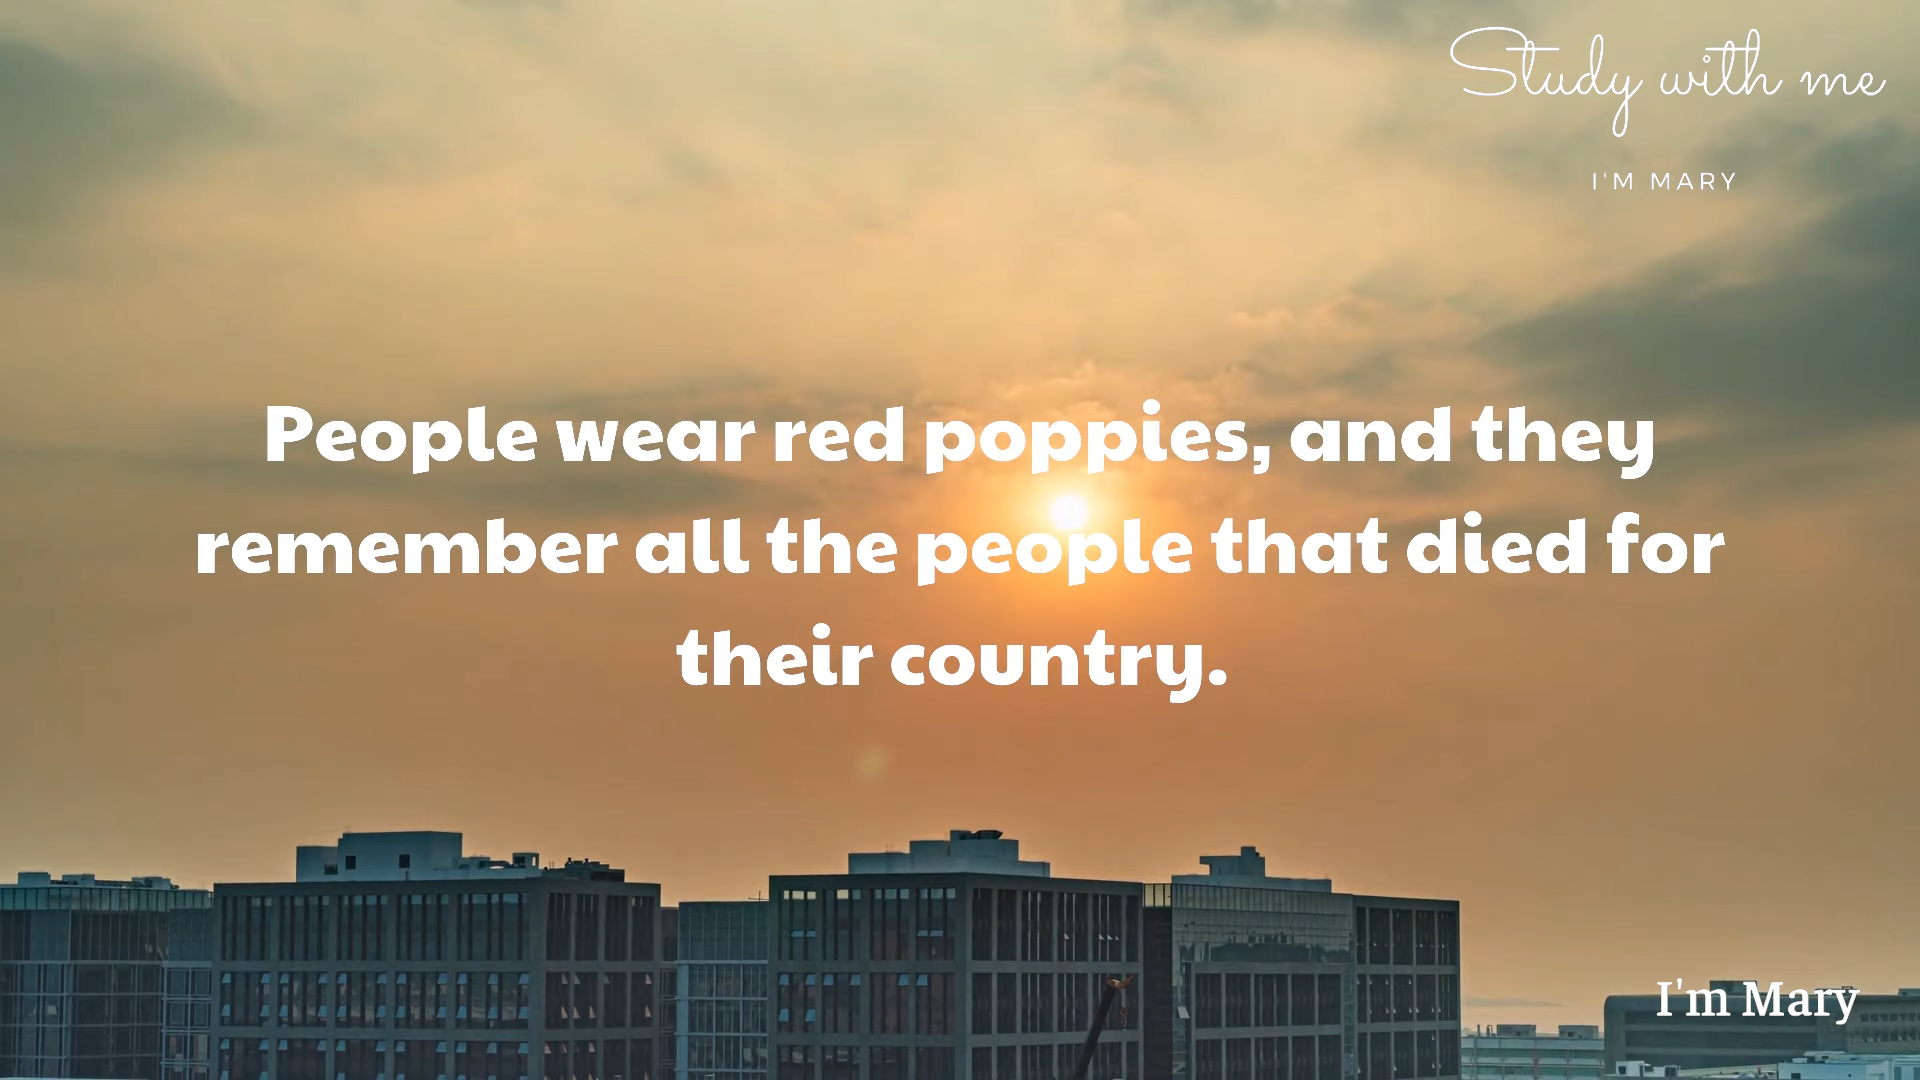 Study with me
I'M MARY
People wear red poppies, and they
remember all the people that died for
their country.
I'm Mary